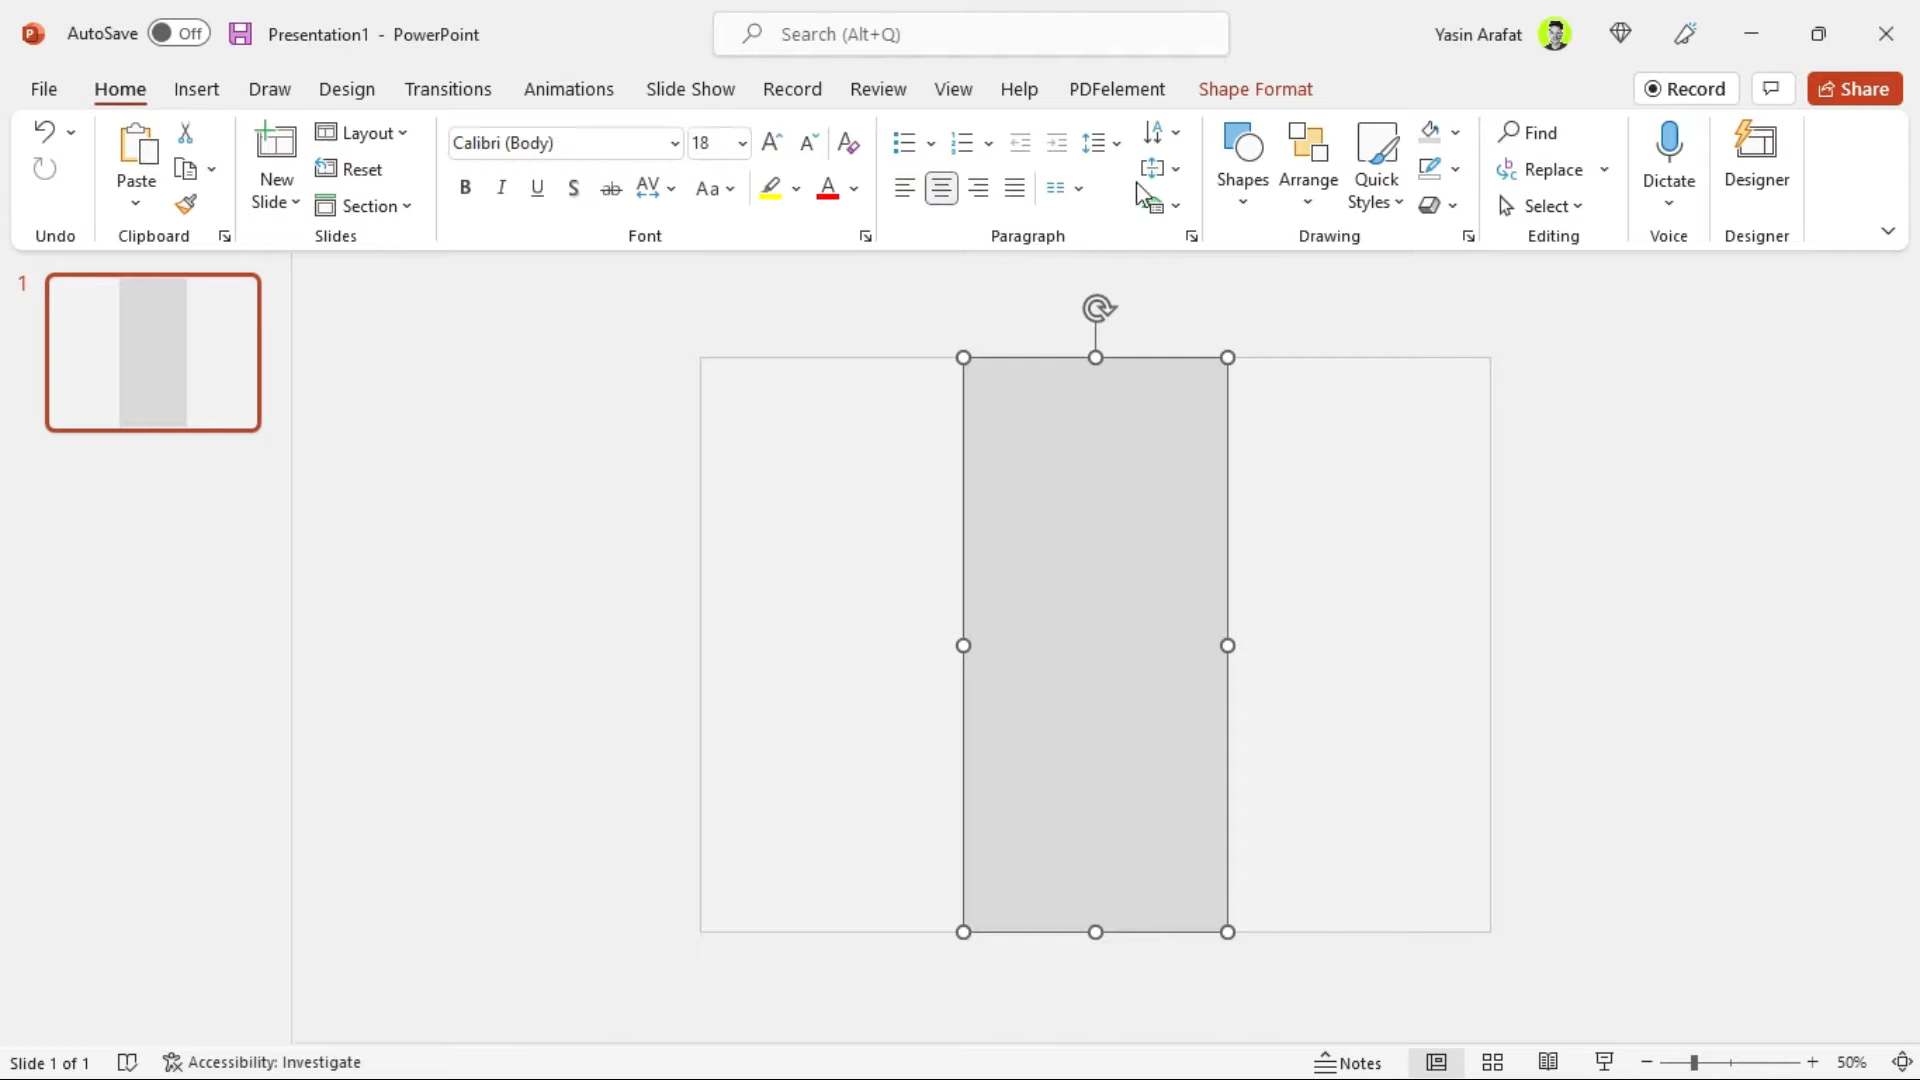 AutoSave Off Presentation1 - PowerPoint Search (Alt+Q) Yasin Arafat
File Home Insert Draw Design Transitions Animations Slide Show Record Review View Help PDFelement Shape Format Record Share
Paste
New
Slide
Layout
Reset
Section
Calibri (Body) 18
B I U S ab AV Aa A
Shapes Arrange Quick
Styles
Find
Replace
Select
Dictate Designer
Undo Clipboard Slides Font Paragraph Drawing Editing Voice Designer
1
Slide 1 of 1 Accessibility: Investigate Notes 50%